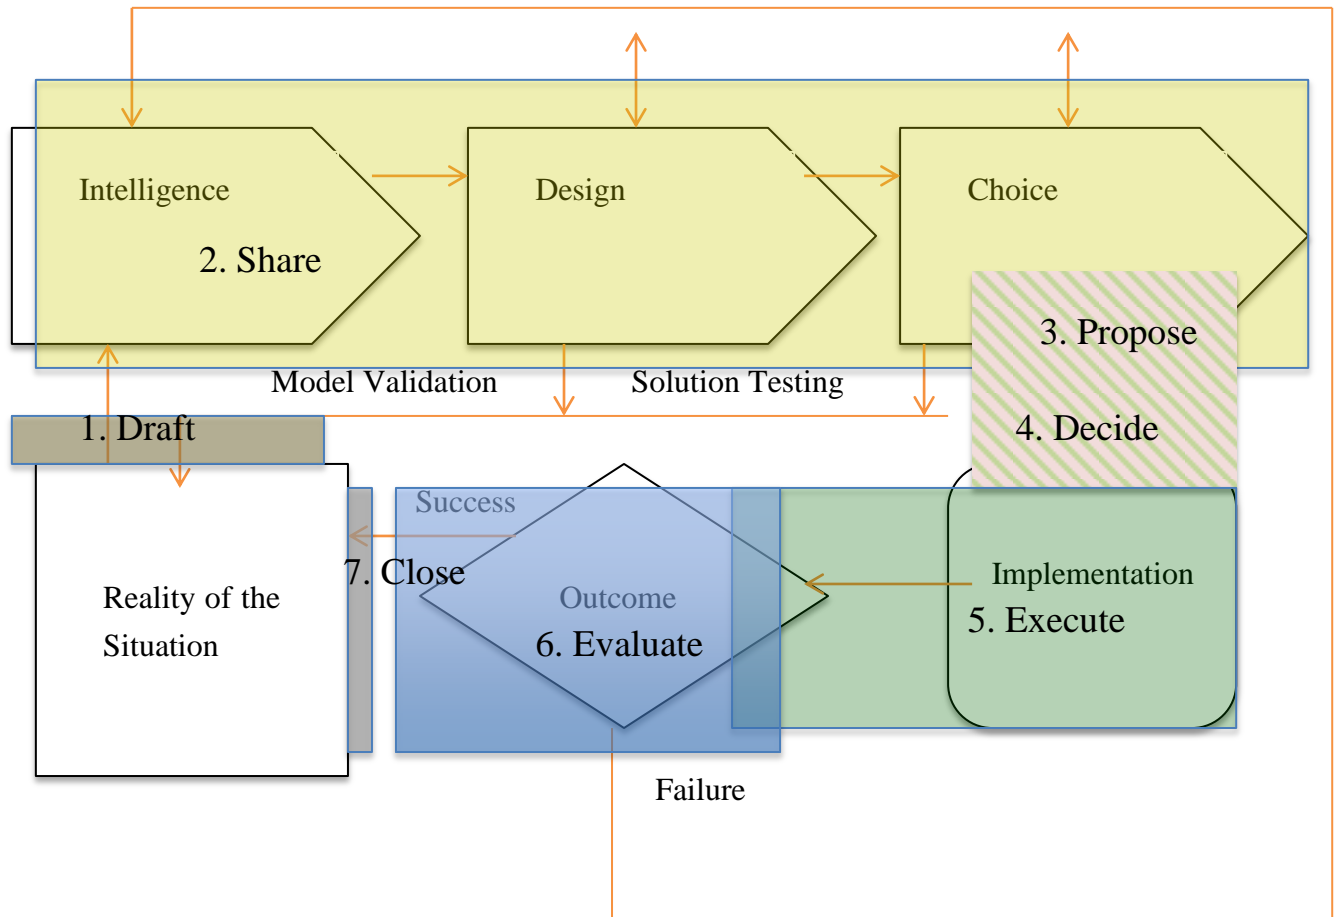 Intelligence
Design
Choice
2. Share
3. Propose
Model Validation
Solution Testing
1. Draft
4. Decide
Success
7. Close
Reality of the
Situation
Outcome
6. Evaluate
Implementation
5. Execute
Failure